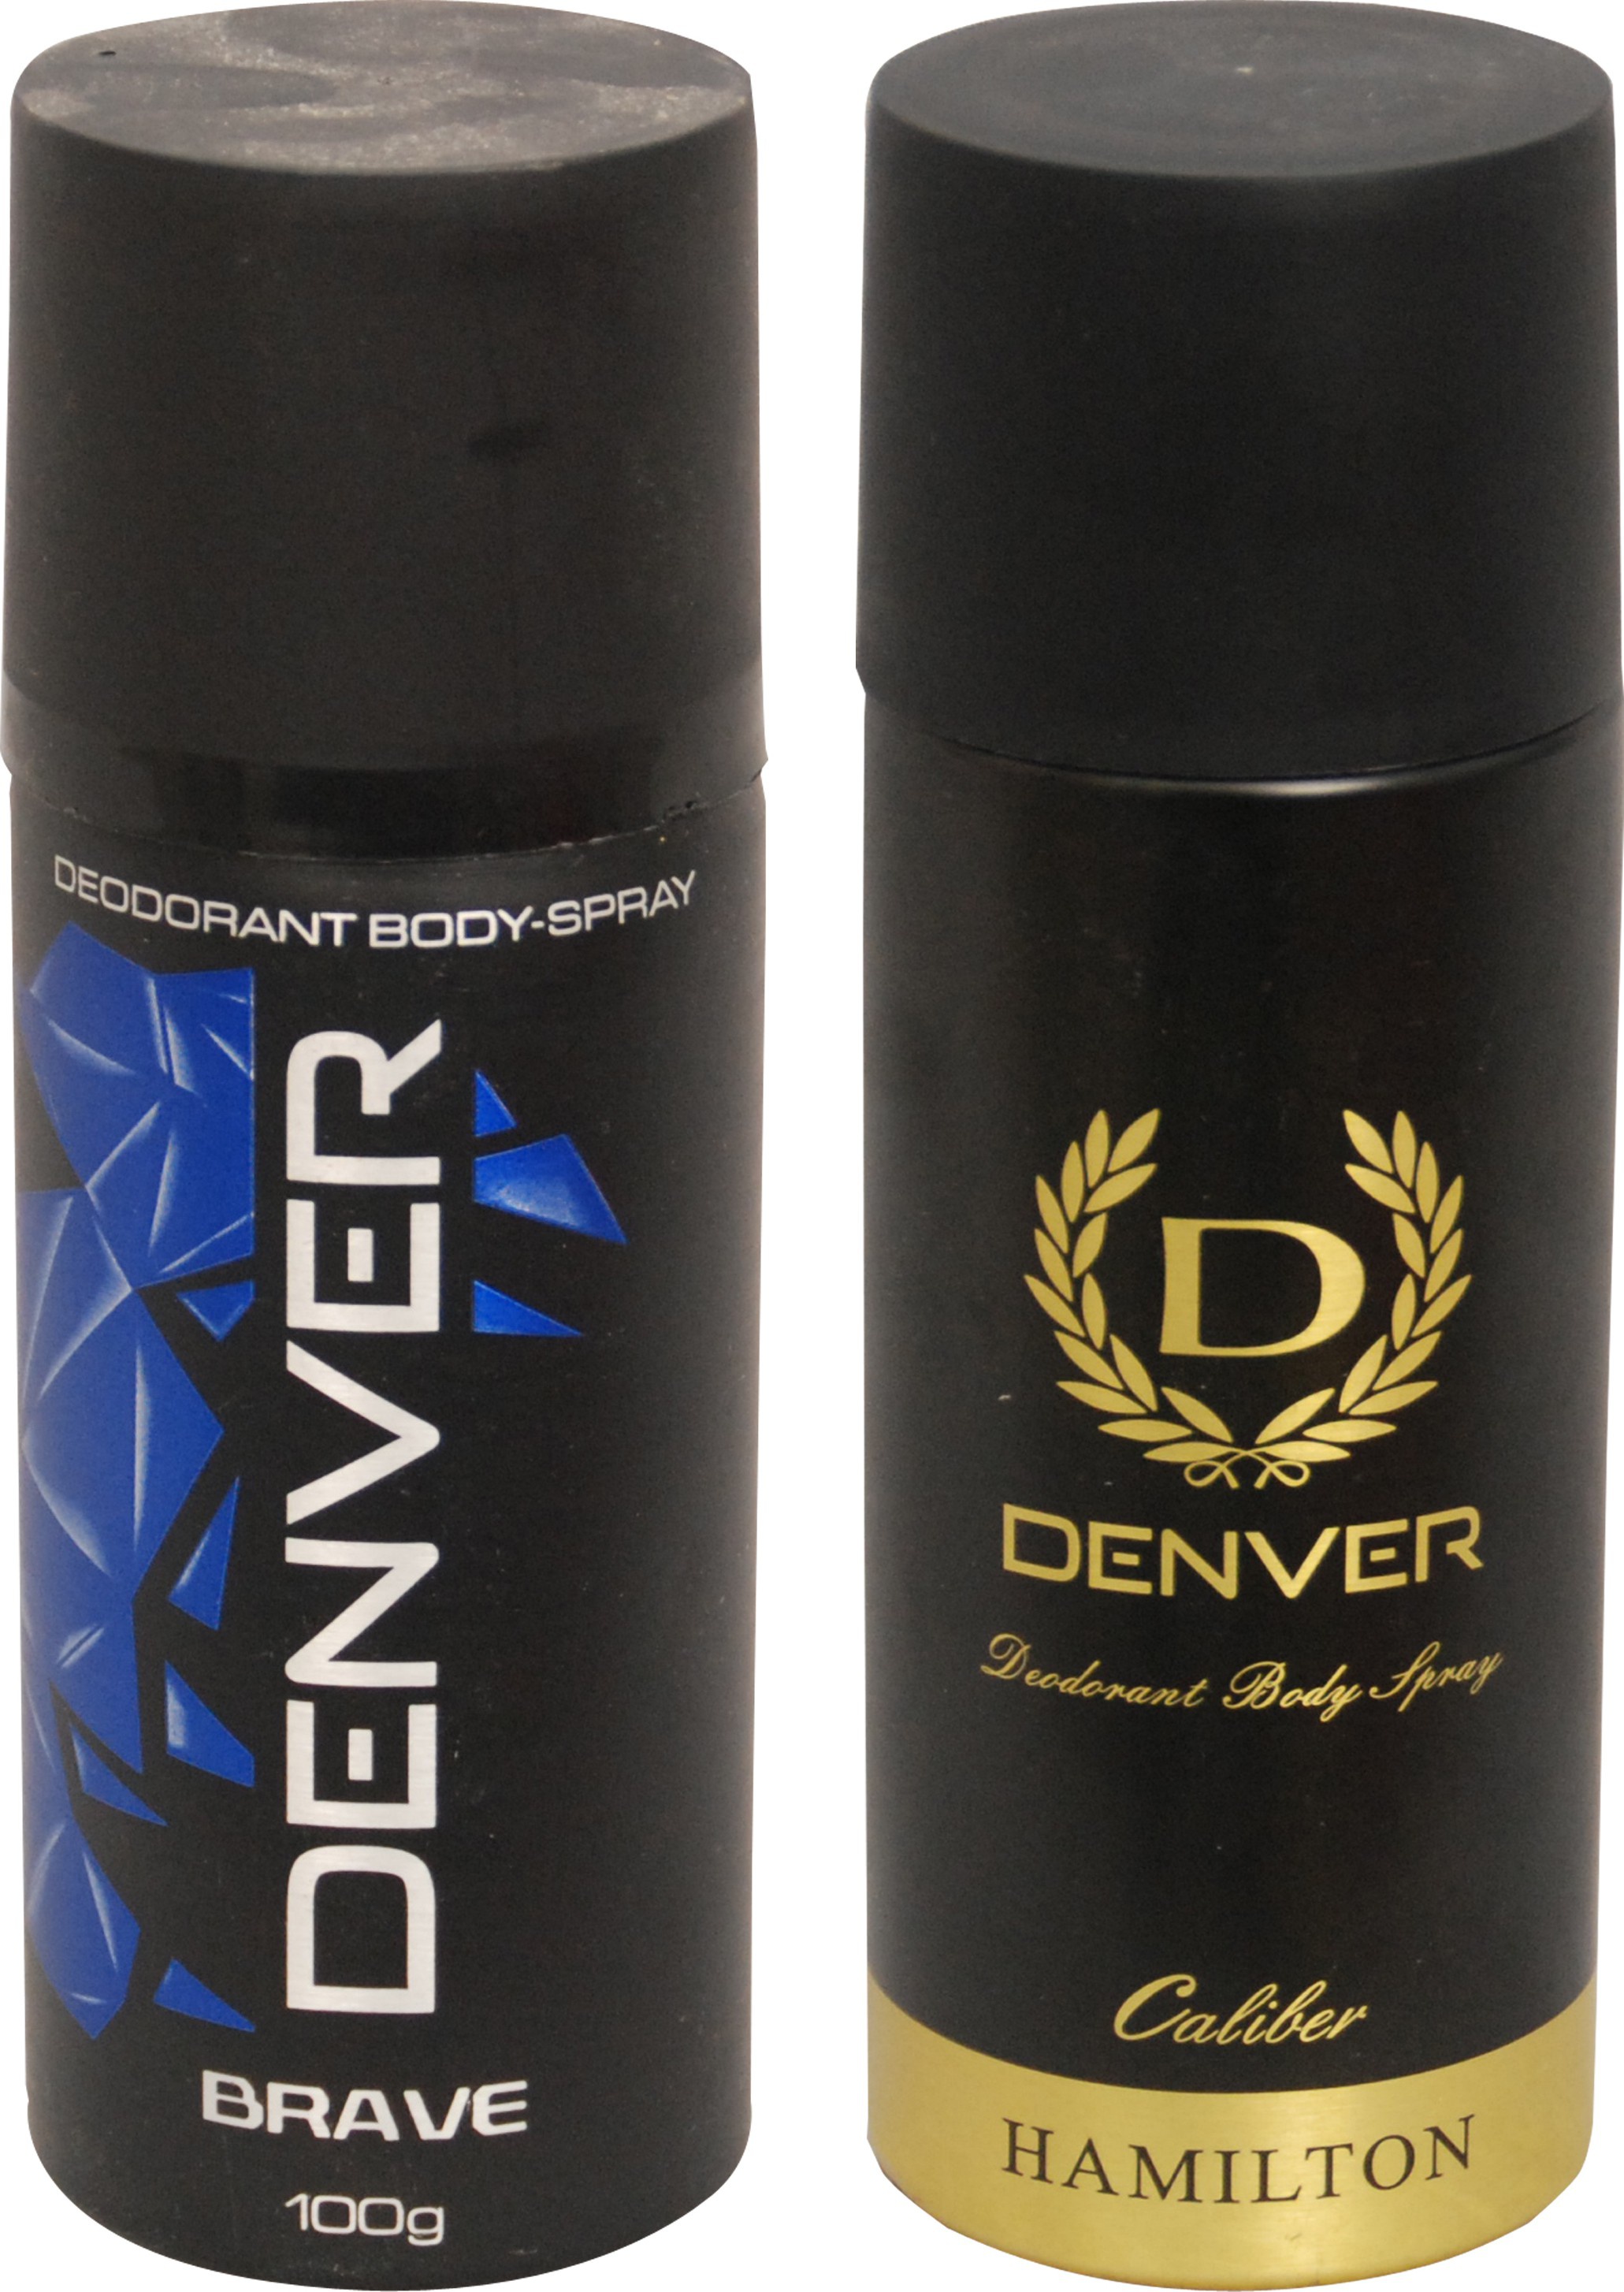 DEODORANT BODY-SPRAY
DENVER
BRAVE
100g
D
DENVER
Deodorant Body Spray
Caliber
HAMILTON